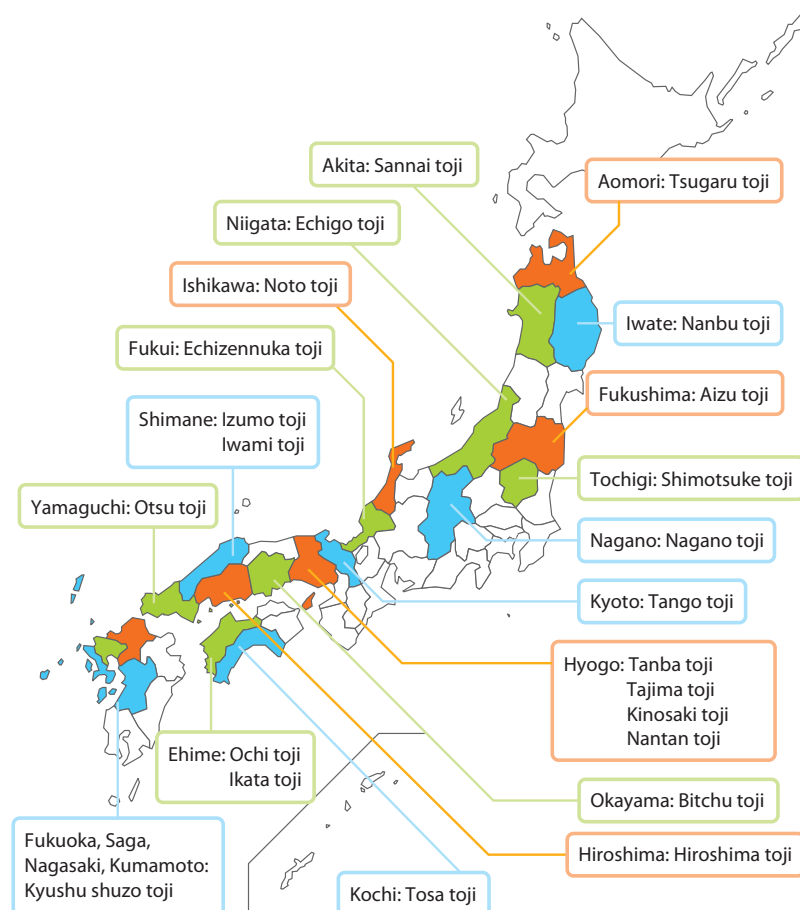 Akita: Sannai toji
Aomori: Tsugaru toji
Niigata: Echigo toji
Ishikawa: Noto toji
Iwate: Nanbu toji
Fukui: Echizennuka toji
Fukushima: Aizu toji
Shimane: Izumo toji
Iwami toji
Tochigi: Shimotsuke toji
Yamaguchi: Otsu toji
Nagano: Nagano toji
Kyoto: Tango toji
Hyogo: Tanba toji
Tajima toji
Kinosaki toji
Nantan toji
Ehime: Ochi toji
Ikata toji
Okayama: Bitchu toji
Fukuoka, Saga,
Nagasaki, Kumamoto:
Kyushu shuzo toji
Hiroshima: Hiroshima toji
Kochi: Tosa toji